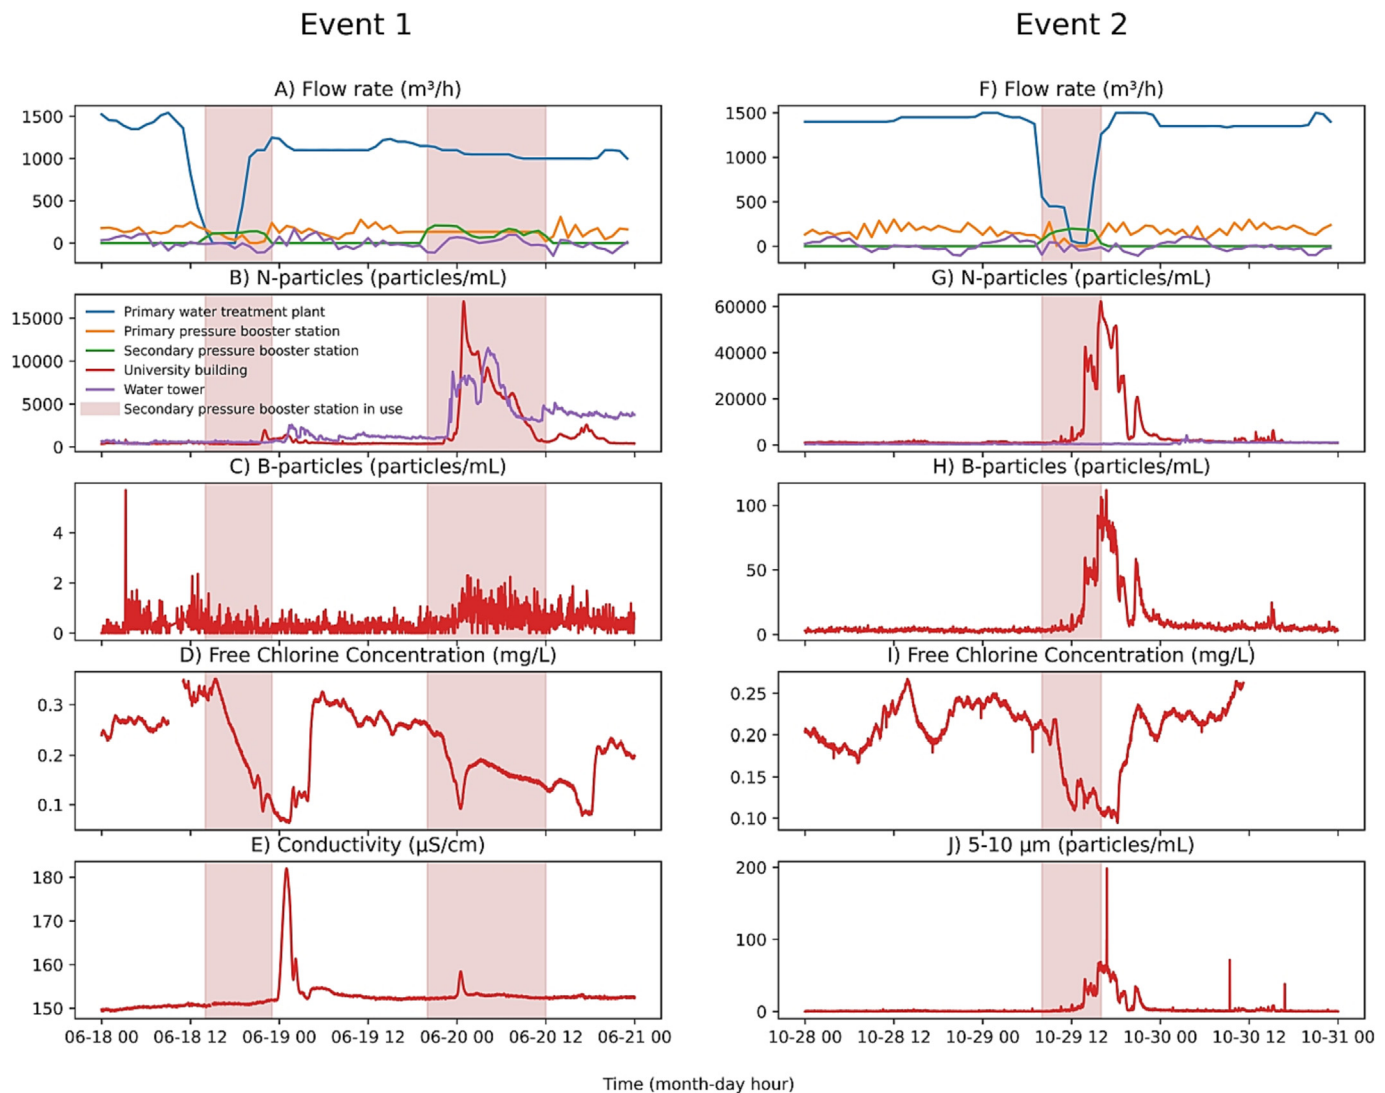 Event 1
Event 2
A) Flow rate (m³/h)
1500
1000
500
0
F) Flow rate (m³/h)
1500
1000
500
0
B) N-particles (particles/mL)
15000
10000
5000
0
Primary water treatment plant
Primary pressure booster station
Secondary pressure booster station
University building
Water tower
Secondary pressure booster station in use
G) N-particles (particles/mL)
60000
40000
20000
0
C) B-particles (particles/mL)
4
2
0
H) B-particles (particles/mL)
100
50
0
D) Free Chlorine Concentration (mg/L)
0.3
0.2
0.1
I) Free Chlorine Concentration (mg/L)
0.25
0.20
0.15
0.10
E) Conductivity (µS/cm)
180
170
160
150
06-18 00 06-18 12 06-19 00 06-19 12 06-20 00 06-20 12 06-21 00
J) 5-10 µm (particles/mL)
200
100
0
10-28 00 10-28 12 10-29 00 10-29 12 10-30 00 10-30 12 10-31 00
Time (month-day hour)